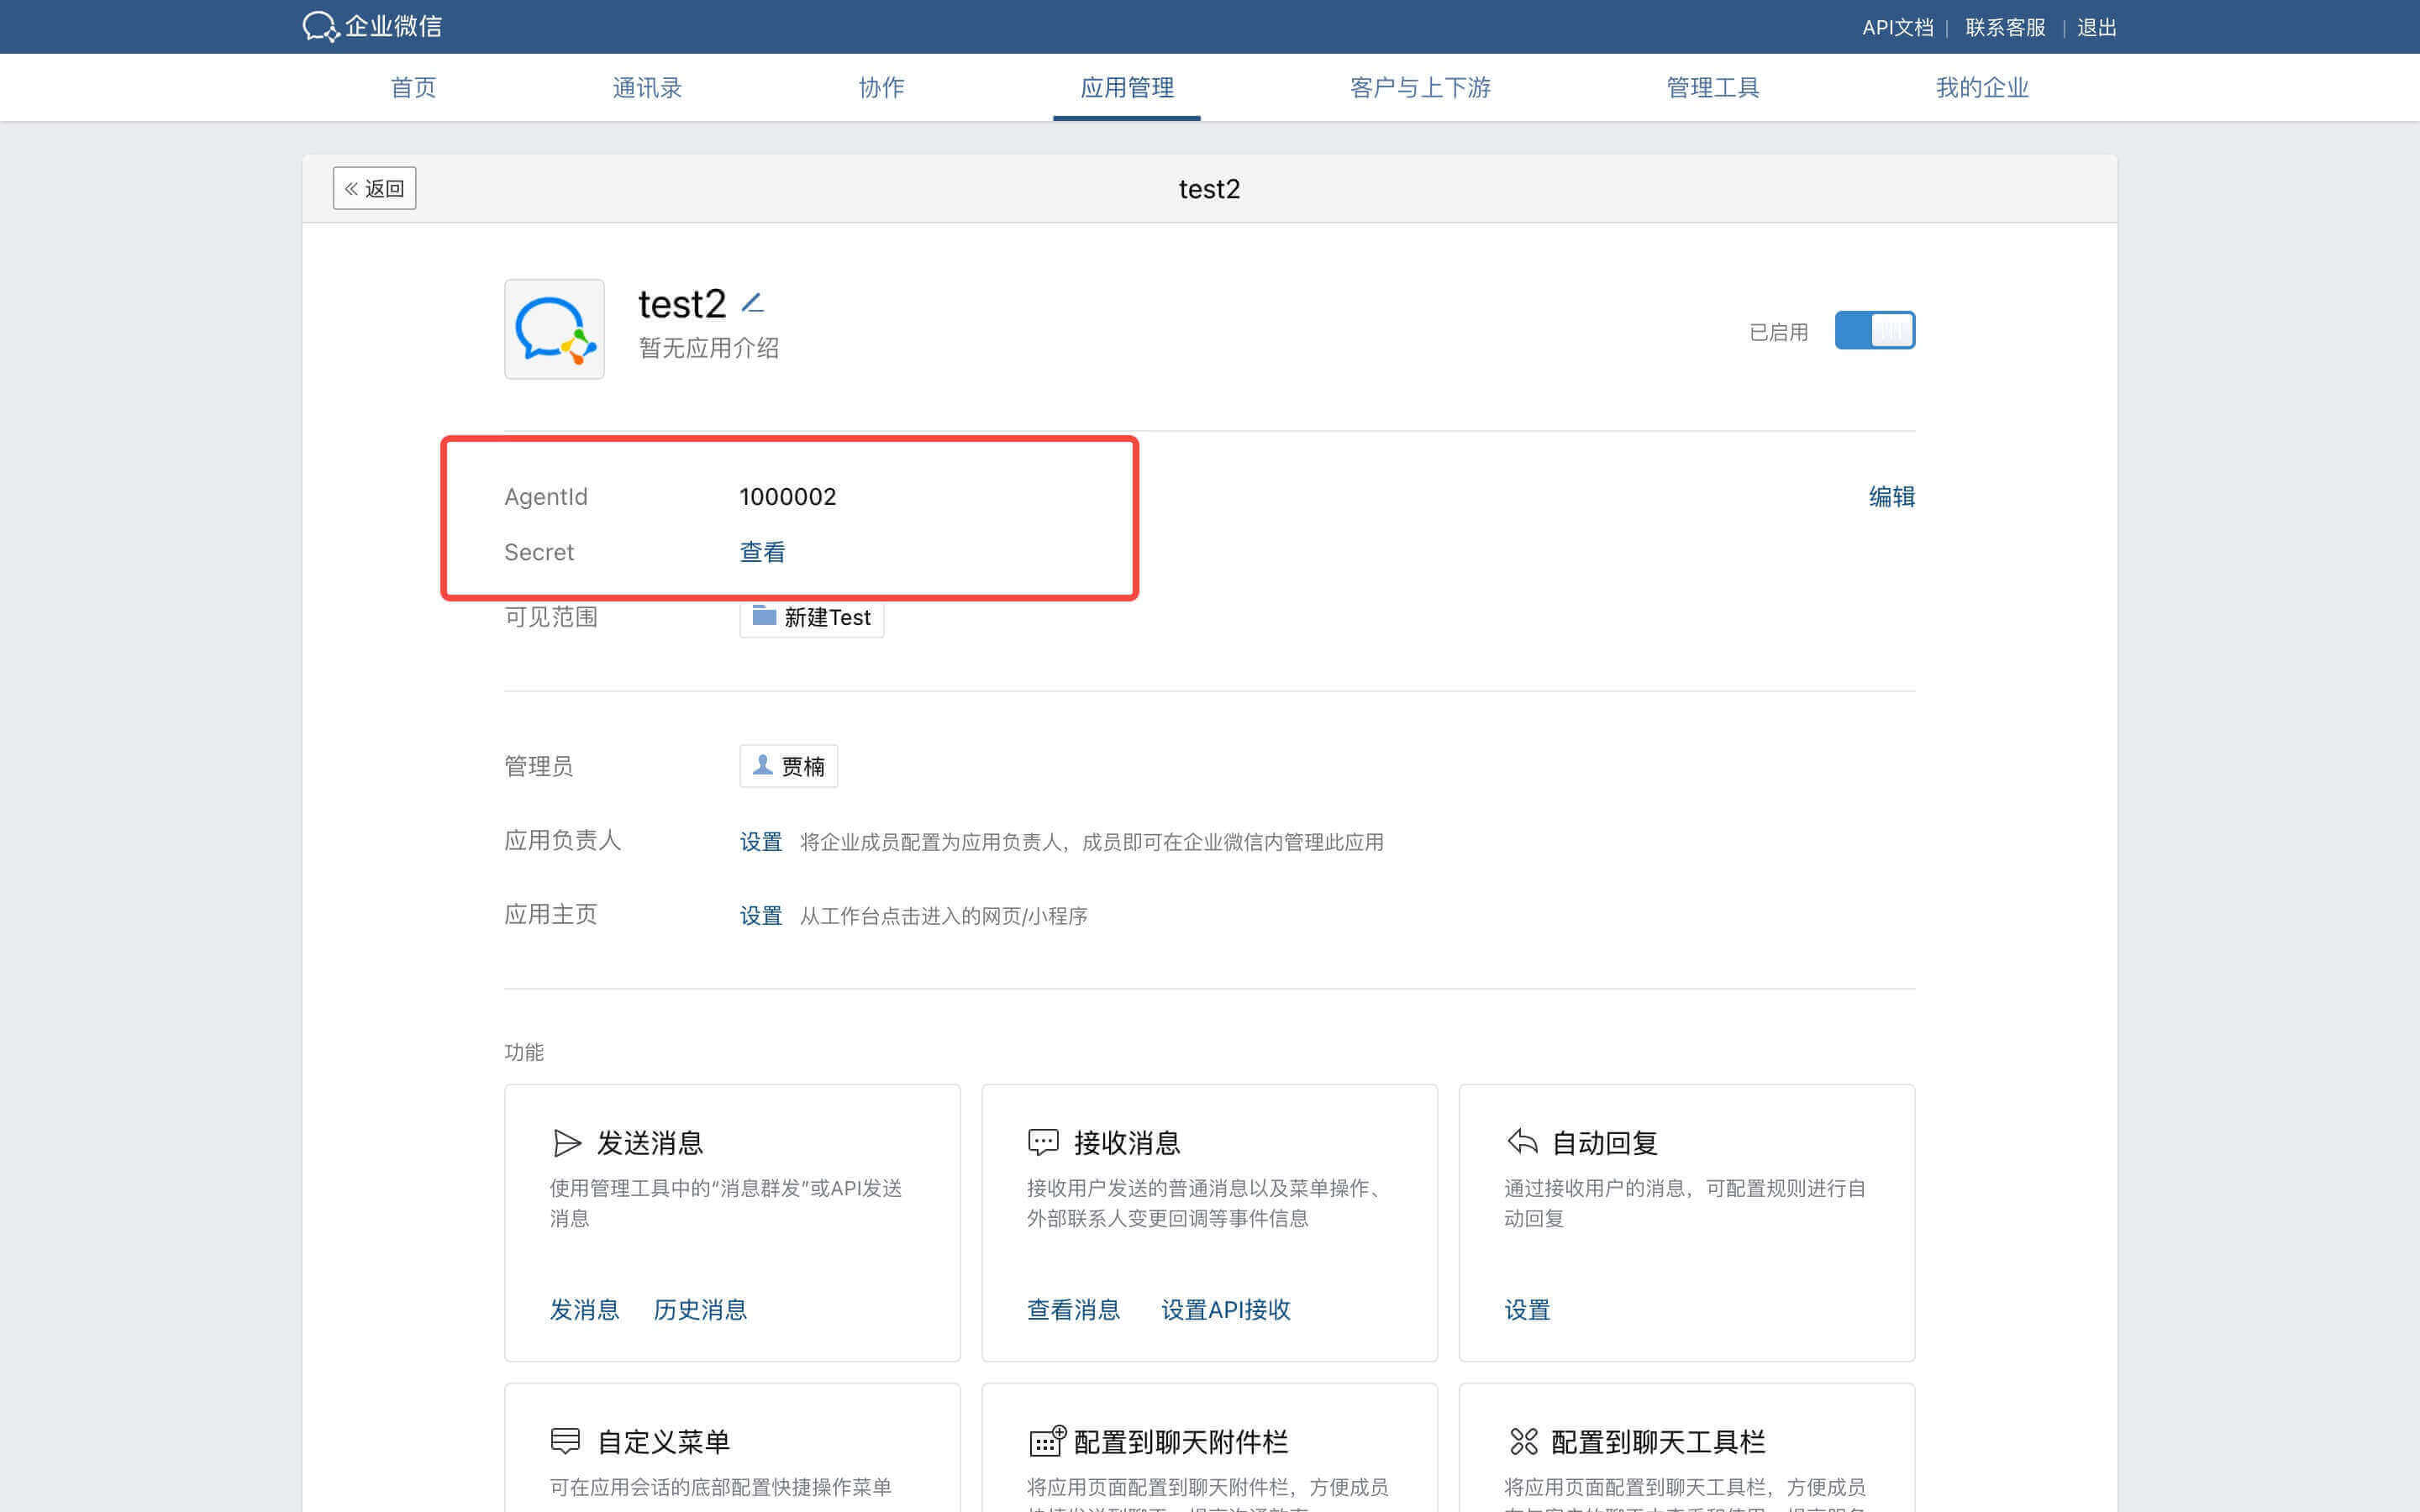 企业微信
API文档 | 联系客服 | 退出
首页 通讯录 协作 应用管理 客户与上下游 管理工具 我的企业
« 返回 test2
test2
暂无应用介绍
已启用
AgentId 1000002 编辑
Secret 查看
可见范围 新建Test
管理员 贾楠
应用负责人 设置 将企业成员配置为应用负责人，成员即可在企业微信内管理此应用
应用主页 设置 从工作台点击进入的网页/小程序
功能
发送消息
使用管理工具中的“消息群发”或API发送
消息
发消息 历史消息
接收消息
接收用户发送的普通消息以及菜单操作、
外部联系人变更回调等事件信息
查看消息 设置API接收
自动回复
通过接收用户的消息，可配置规则进行自
动回复
设置
自定义菜单
可在应用会话的底部配置快捷操作菜单
配置到聊天附件栏
将应用页面配置到聊天附件栏，方便成员
配置到聊天工具栏
将应用页面配置到聊天工具栏，方便成员